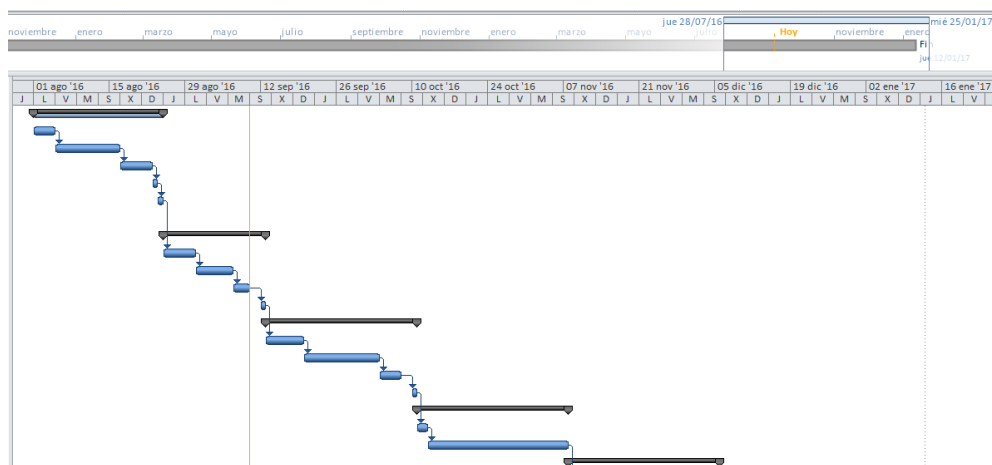 jue 28/07/16 mié 25/01/17
noviembre enero marzo mayo julio septiembre noviembre enero marzo mayo julio Hoy noviembre enero
Fin
jue 12/01/17
01 ago '16 15 ago '16 29 ago '16 12 sep '16 26 sep '16 10 oct '16 24 oct '16 07 nov '16 21 nov '16 05 dic '16 19 dic '16 02 ene '17 16 ene '17
J L V M S X D J L V M S X D J L V M S X D J L V M S X D J L V M S X D J L V M S X D J L V